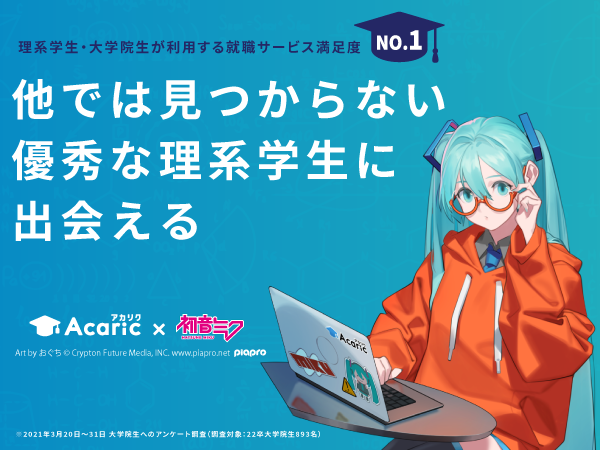 理系学生・大学院生が利用する就職サービス満足度
NO.1
他では見つからない
優秀な理系学生に
出会える
アカリク
Acaric × 初音ミク
HATSUNE MIKU
Art by おぐち © Crypton Future Media, INC. www.piapro.net piapro
アカリク
Acaric
MIKU
※2021年3月20日～31日 大学院生へのアンケート調査（調査対象：22卒大学院生893名）